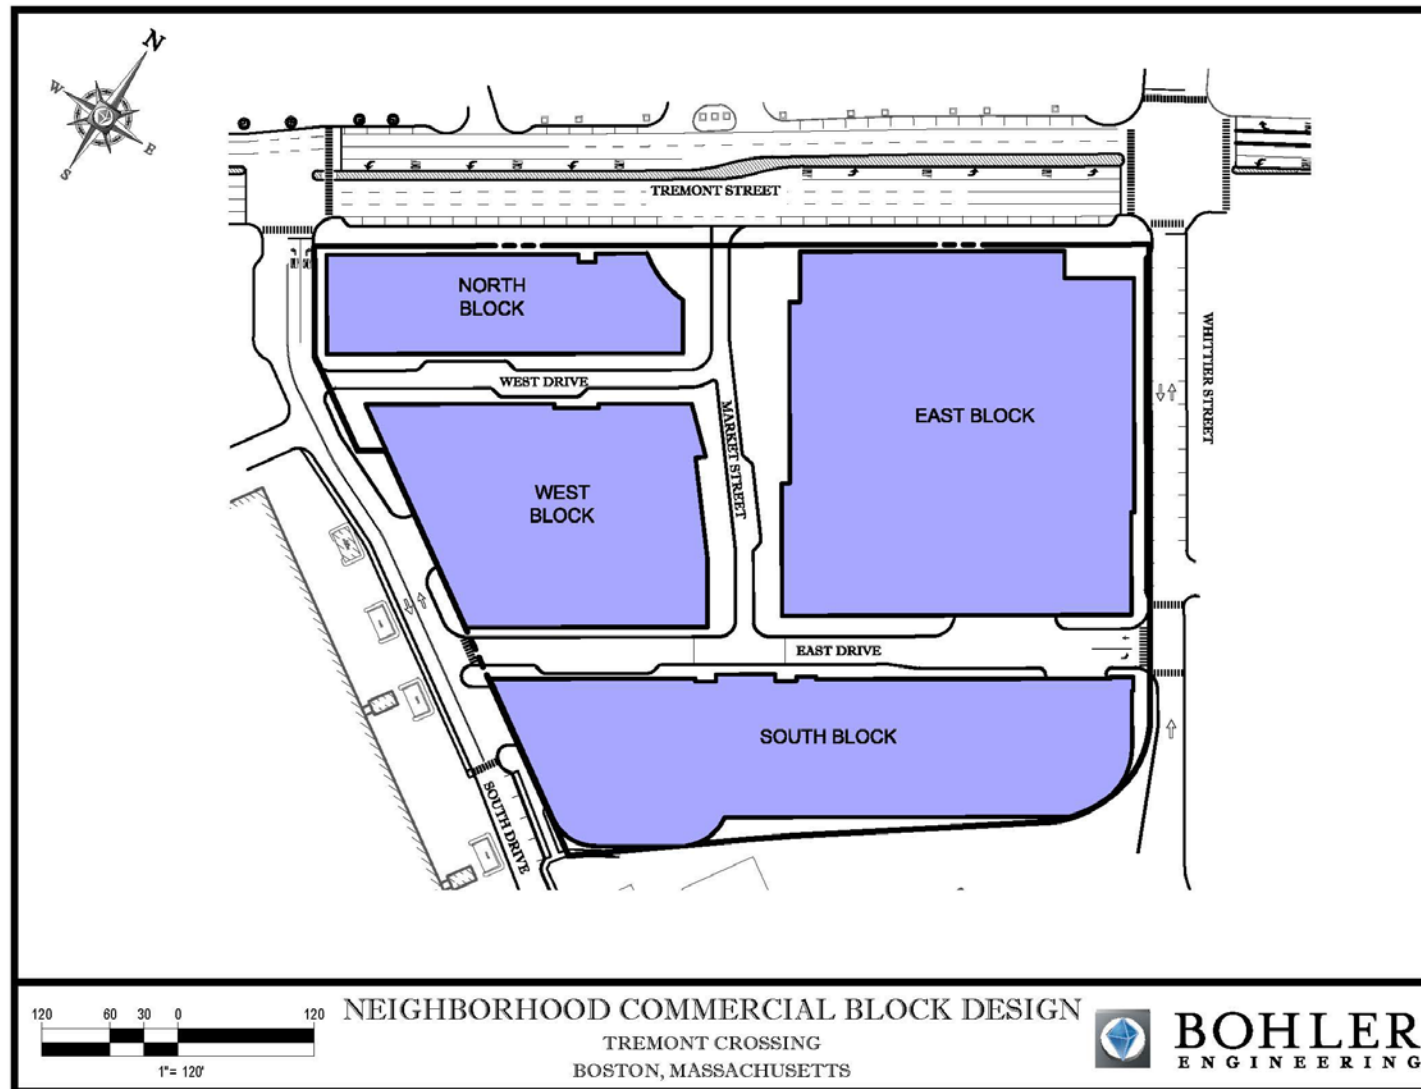 N
W
E
S
TREMONT STREET
NORTH
BLOCK
WEST DRIVE
MARKET STREET
EAST BLOCK
WHITTIER STREET
WEST
BLOCK
EAST DRIVE
SOUTH BLOCK
SOUTH DRIVE
120 60 30 0 120
1"= 120'
NEIGHBORHOOD COMMERCIAL BLOCK DESIGN
TREMONT CROSSING
BOSTON, MASSACHUSETTS
BOHLER
ENGINEERING